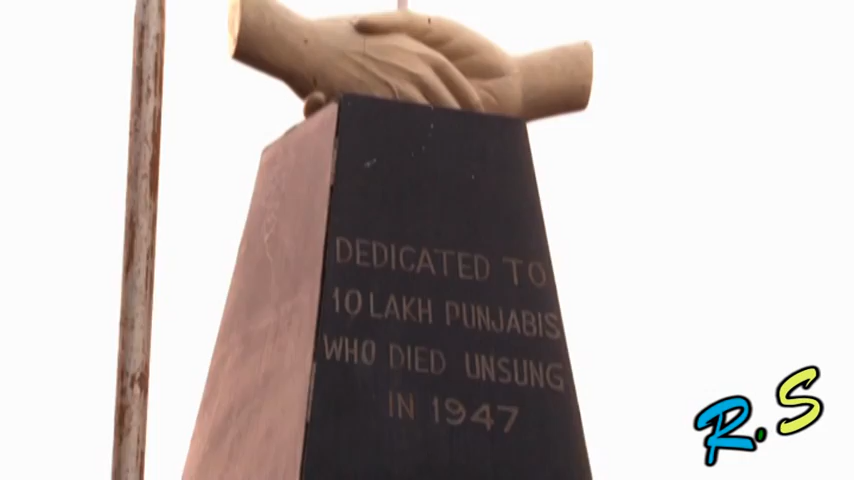 DEDICATED TO
10 LAKH PUNJABIS
WHO DIED UNSUNG
IN 1947
R.S